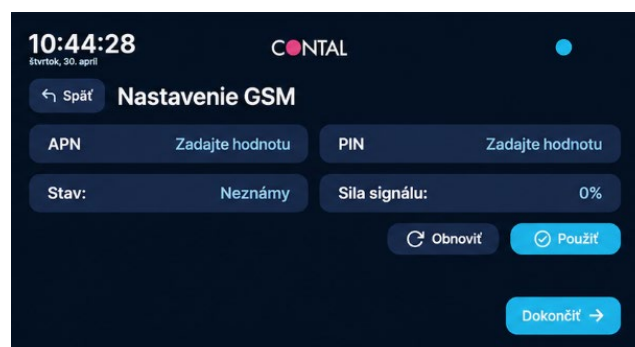 10:44:28
štvrtok, 30. apríl
CONTAL
Späť
Nastavenie GSM
APN Zadajte hodnotu
PIN Zadajte hodnotu
Stav: Neznámy
Sila signálu: 0%
Obnoviť
Použiť
Dokončiť